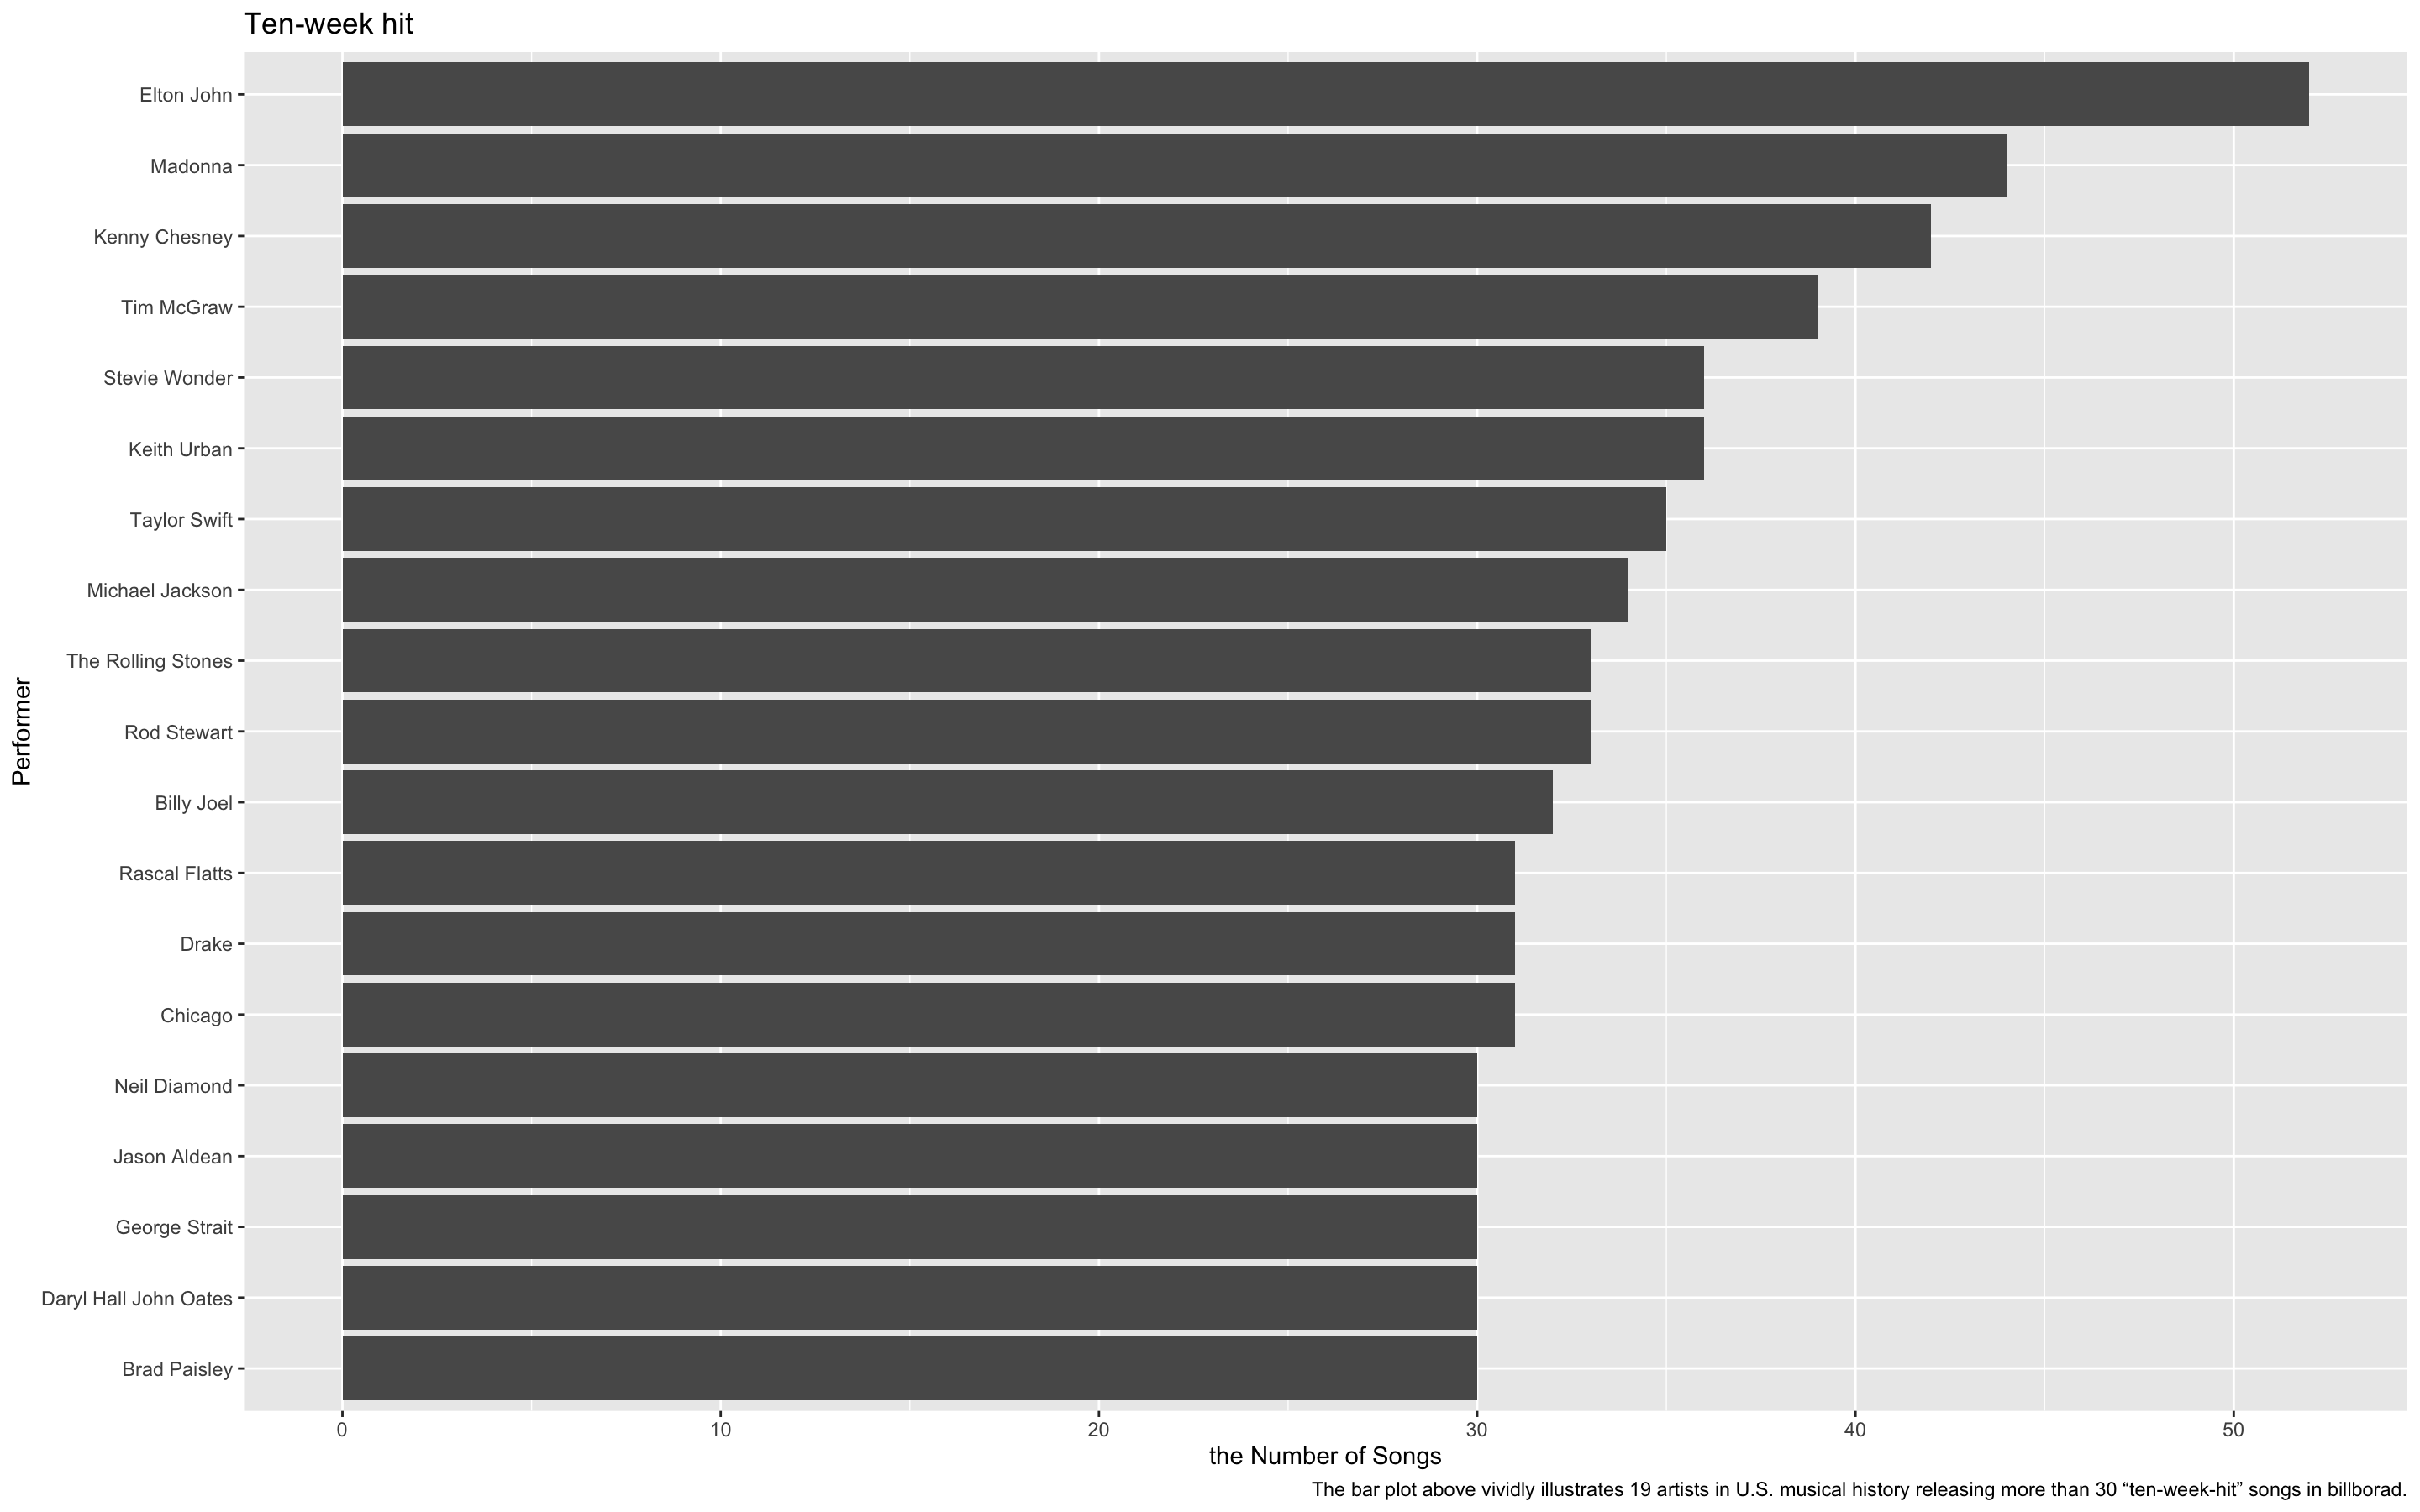 Ten-week hit
Elton John
Madonna
Kenny Chesney
Tim McGraw
Stevie Wonder
Keith Urban
Taylor Swift
Michael Jackson
The Rolling Stones
Rod Stewart
Billy Joel
Rascal Flatts
Drake
Chicago
Neil Diamond
Jason Aldean
George Strait
Daryl Hall John Oates
Brad Paisley
Performer
0 10 20 30 40 50
the Number of Songs
The bar plot above vividly illustrates 19 artists in U.S. musical history releasing more than 30 “ten-week-hit” songs in billborad.